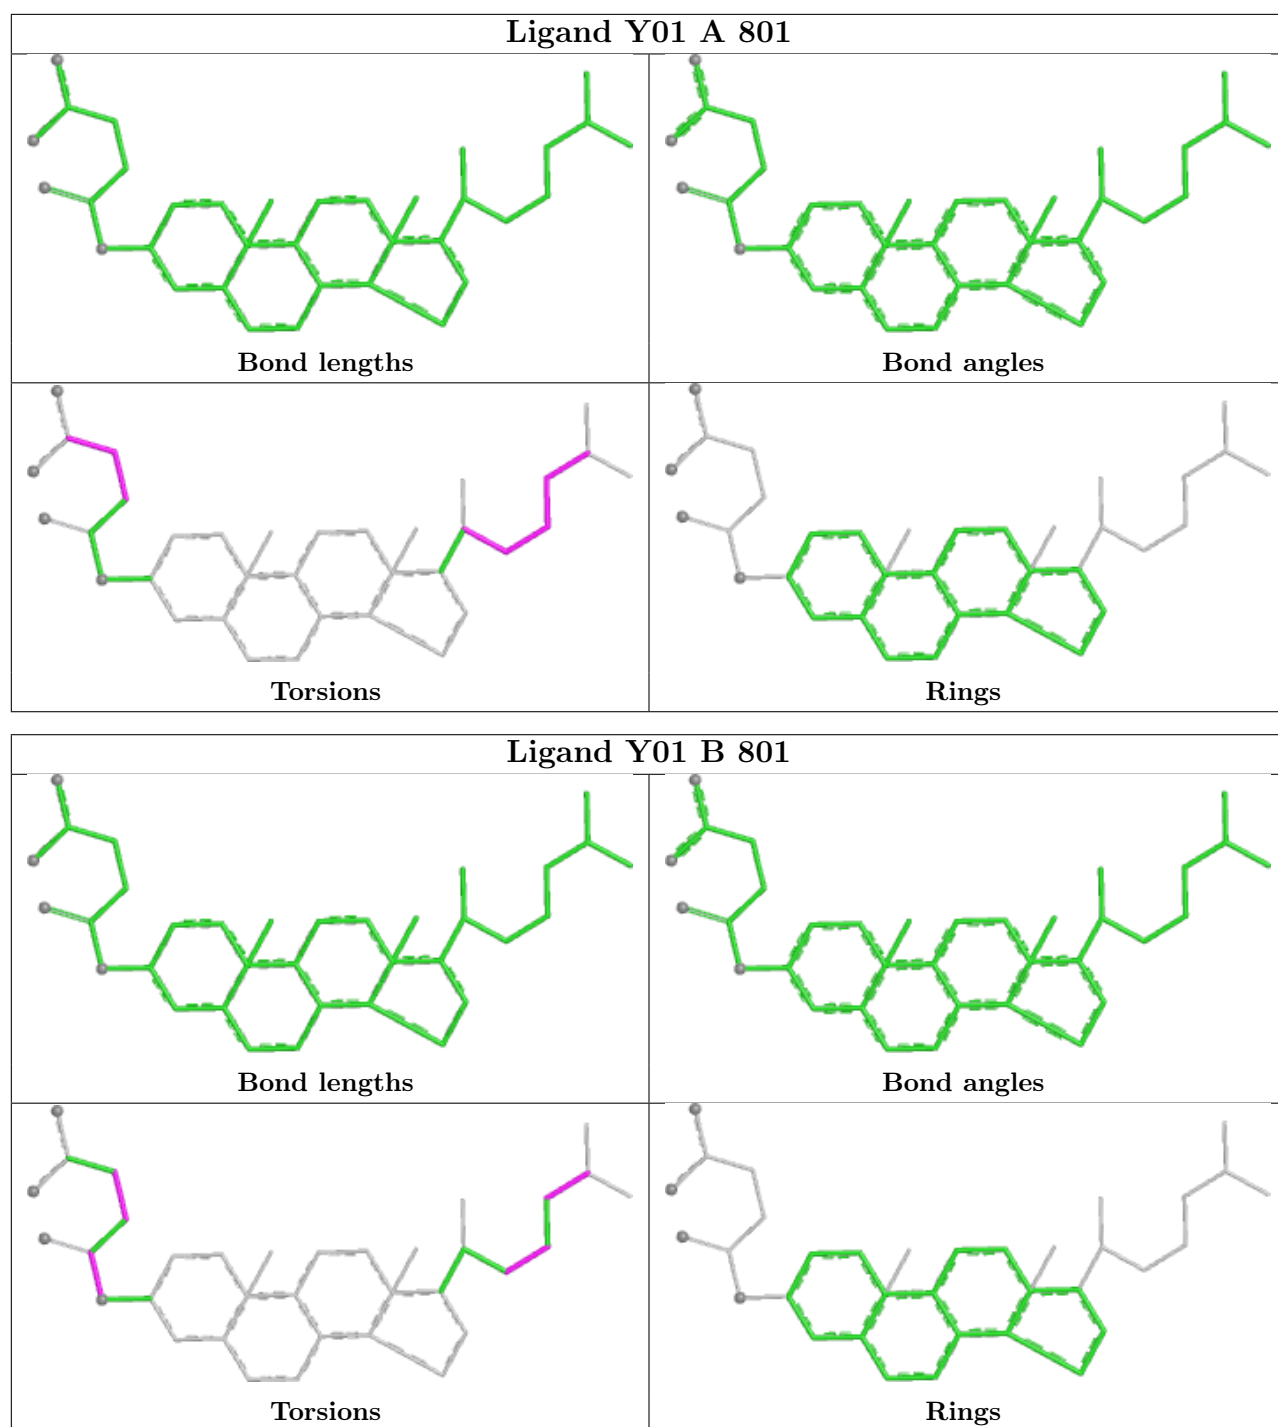 Ligand Y01 A 801
Bond lengths
Bond angles
Torsions
Rings
Ligand Y01 B 801
Bond lengths
Bond angles
Torsions
Rings